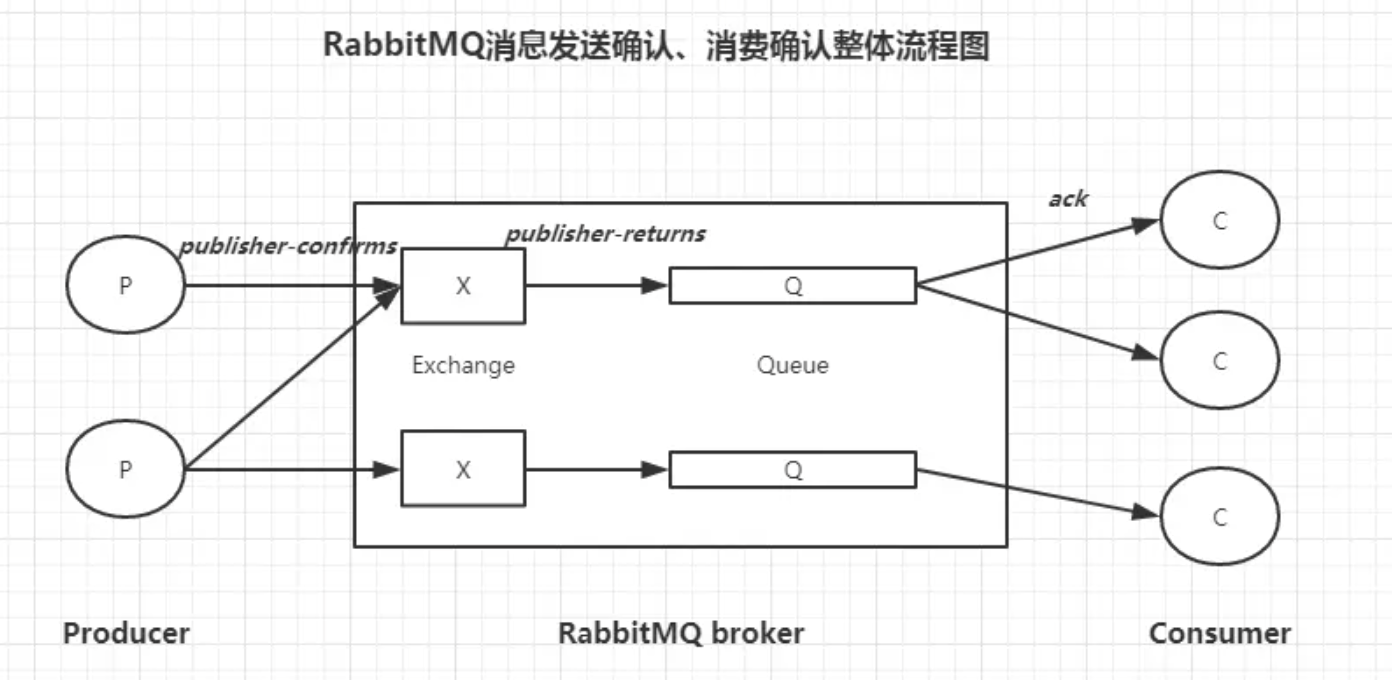 RabbitMQ消息发送确认、消费确认整体流程图
ack
C
publisher-confirms
publisher-returns
P
X
Q
C
Exchange
Queue
P
X
Q
C
Producer
RabbitMQ broker
Consumer